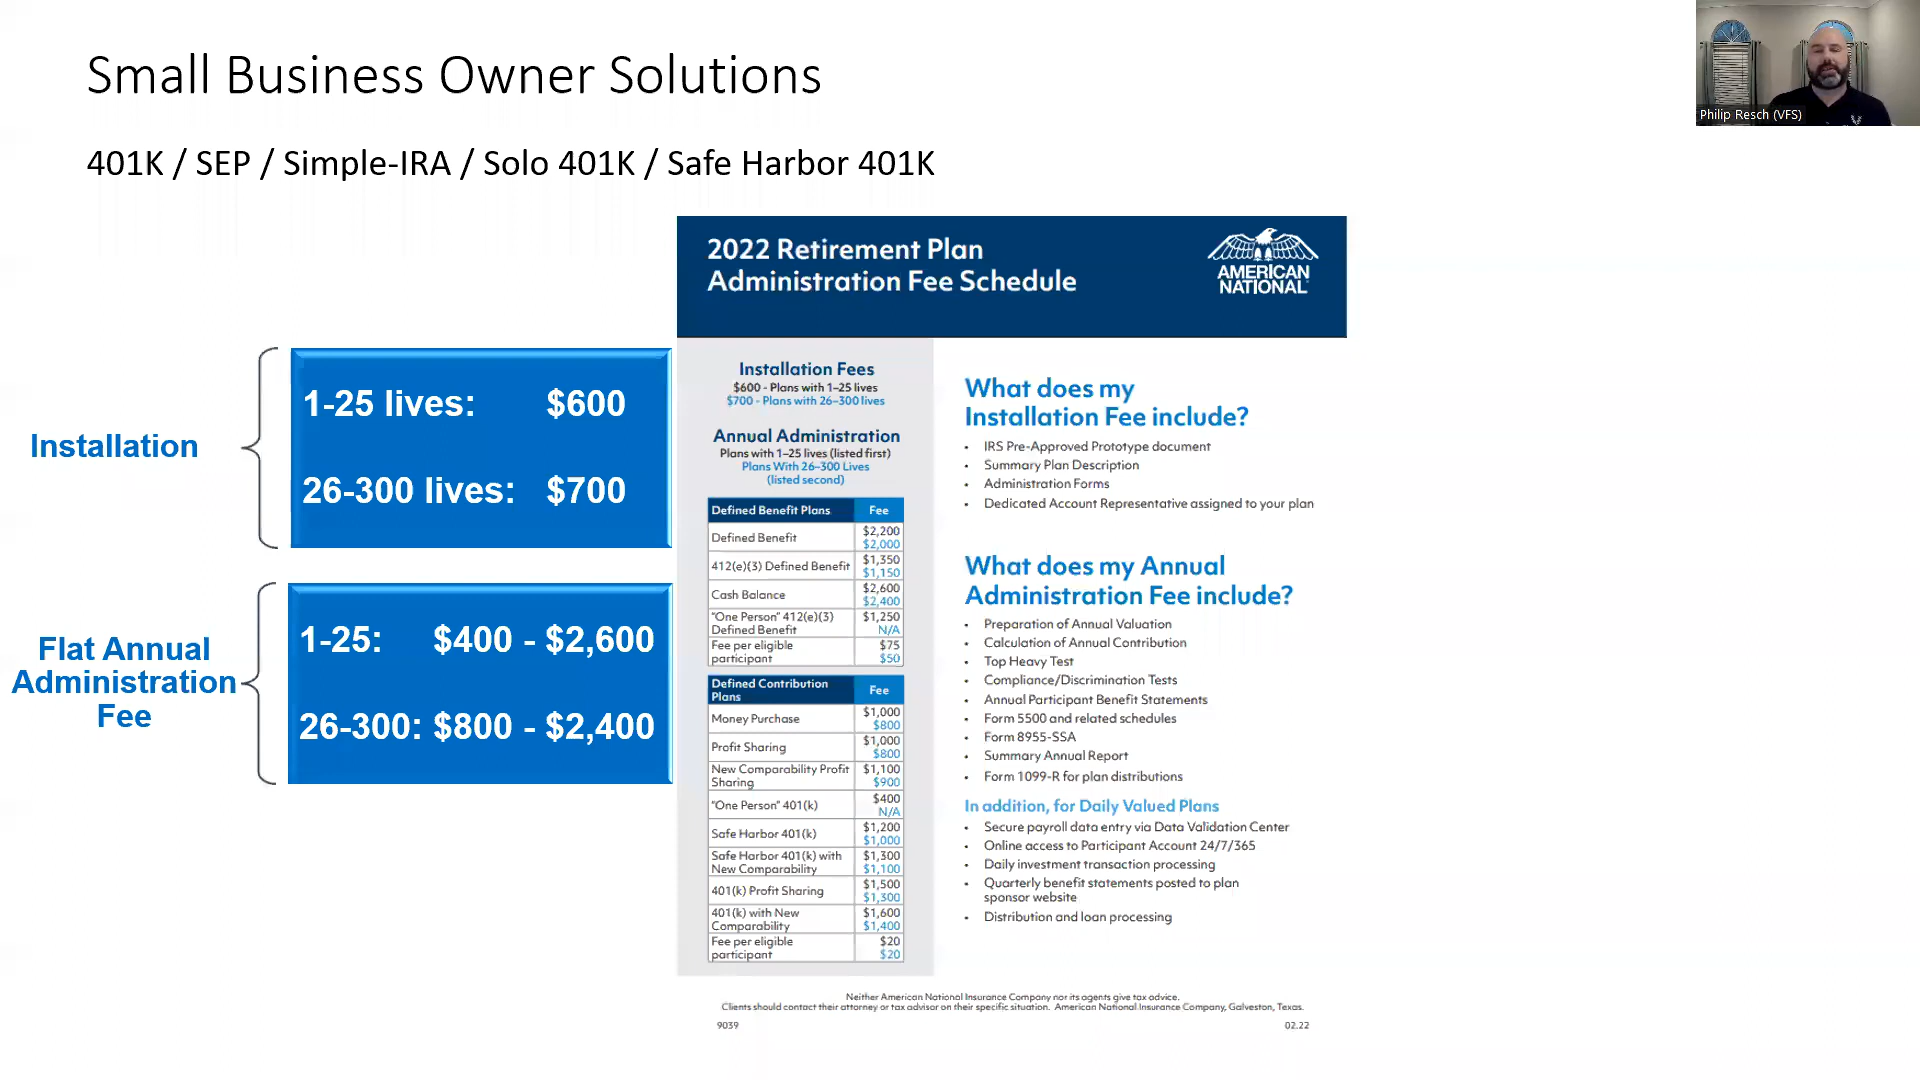 Small Business Owner Solutions
401K / SEP / Simple-IRA / Solo 401K / Safe Harbor 401K
Philip Resch (VFS)
Installation
1-25 lives: $600
26-300 lives: $700
Flat Annual
Administration
Fee
1-25: $400 - $2,600
26-300: $800 - $2,400
2022 Retirement Plan
Administration Fee Schedule
AMERICAN
NATIONAL
Installation Fees
$600 - Plans with 1-25 lives
$700 - Plans with 26-300 lives
Annual Administration
Plans with 1-25 lives (listed first)
Plans With 26-300 Lives
(listed second)
Defined Benefit Plans Fee
Defined Benefit $2,200
$2,000
412(e)(3) Defined Benefit $1,350
$1,150
Cash Balance $2,600
$2,400
"One Person" 412(e)(3) $1,250
Defined Benefit N/A
Fee per eligible $75
participant $50
Defined Contribution
Plans Fee
Money Purchase $1,000
$800
Profit Sharing $1,000
$800
New Comparability Profit $1,100
Sharing $900
"One Person" 401(k) $400
N/A
Safe Harbor 401(k) $1,200
$1,000
Safe Harbor 401(k) with $1,300
New Comparability $1,100
401(k) Profit Sharing $1,500
$1,300
401(k) with New $1,600
Comparability $1,400
Fee per eligible $20
participant $20
What does my
Installation Fee include?
• IRS Pre-Approved Prototype document
• Summary Plan Description
• Administration Forms
• Dedicated Account Representative assigned to your plan
What does my Annual
Administration Fee include?
• Preparation of Annual Valuation
• Calculation of Annual Contribution
• Top Heavy Test
• Compliance/Discrimination Tests
• Annual Participant Benefit Statements
• Form 5500 and related schedules
• Form 8955-SSA
• Summary Annual Report
• Form 1099-R for plan distributions
In addition, for Daily Valued Plans
• Secure payroll data entry via Data Validation Center
• Online access to Participant Account 24/7/365
• Daily investment transaction processing
• Quarterly benefit statements posted to plan
sponsor website
• Distribution and loan processing
Neither American National Insurance Company nor its agents give tax advice.
Clients should contact their attorney or tax advisor on their specific situation. American National Insurance Company, Galveston, Texas.
9039 02.22